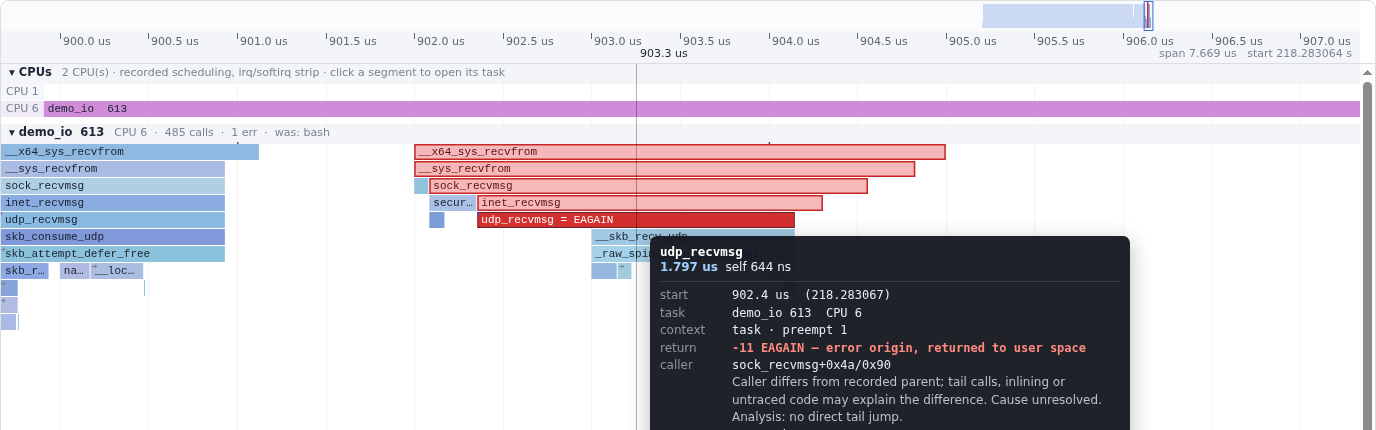 900.0 us 900.5 us 901.0 us 901.5 us 902.0 us 902.5 us 903.0 us 903.5 us 904.0 us 904.5 us 905.0 us 905.5 us 906.0 us 906.5 us 907.0 us
903.3 us span 7.669 us start 218.283064 s
▾ CPUs 2 CPU(s) · recorded scheduling, irq/softirq strip · click a segment to open its task
CPU 1
CPU 6 demo_io 613
▾ demo_io 613 CPU 6 · 485 calls · 1 err · was: bash
__x64_sys_recvfrom __x64_sys_recvfrom
__sys_recvfrom __sys_recvfrom
sock_recvmsg sock_recvmsg
inet_recvmsg secur… inet_recvmsg
udp_recvmsg udp_recvmsg = EAGAIN
skb_consume_udp
skb_attempt_defer_free
skb_r… na… __loc…
udp_recvmsg
1.797 us self 644 ns
start 902.4 us (218.283067)
task demo_io 613 CPU 6
context task · preempt 1
return -11 EAGAIN — error origin, returned to user space
caller sock_recvmsg+0x4a/0x90
Caller differs from recorded parent; tail calls, inlining or
untraced code may explain the difference. Cause unresolved.
Analysis: no direct tail jump.